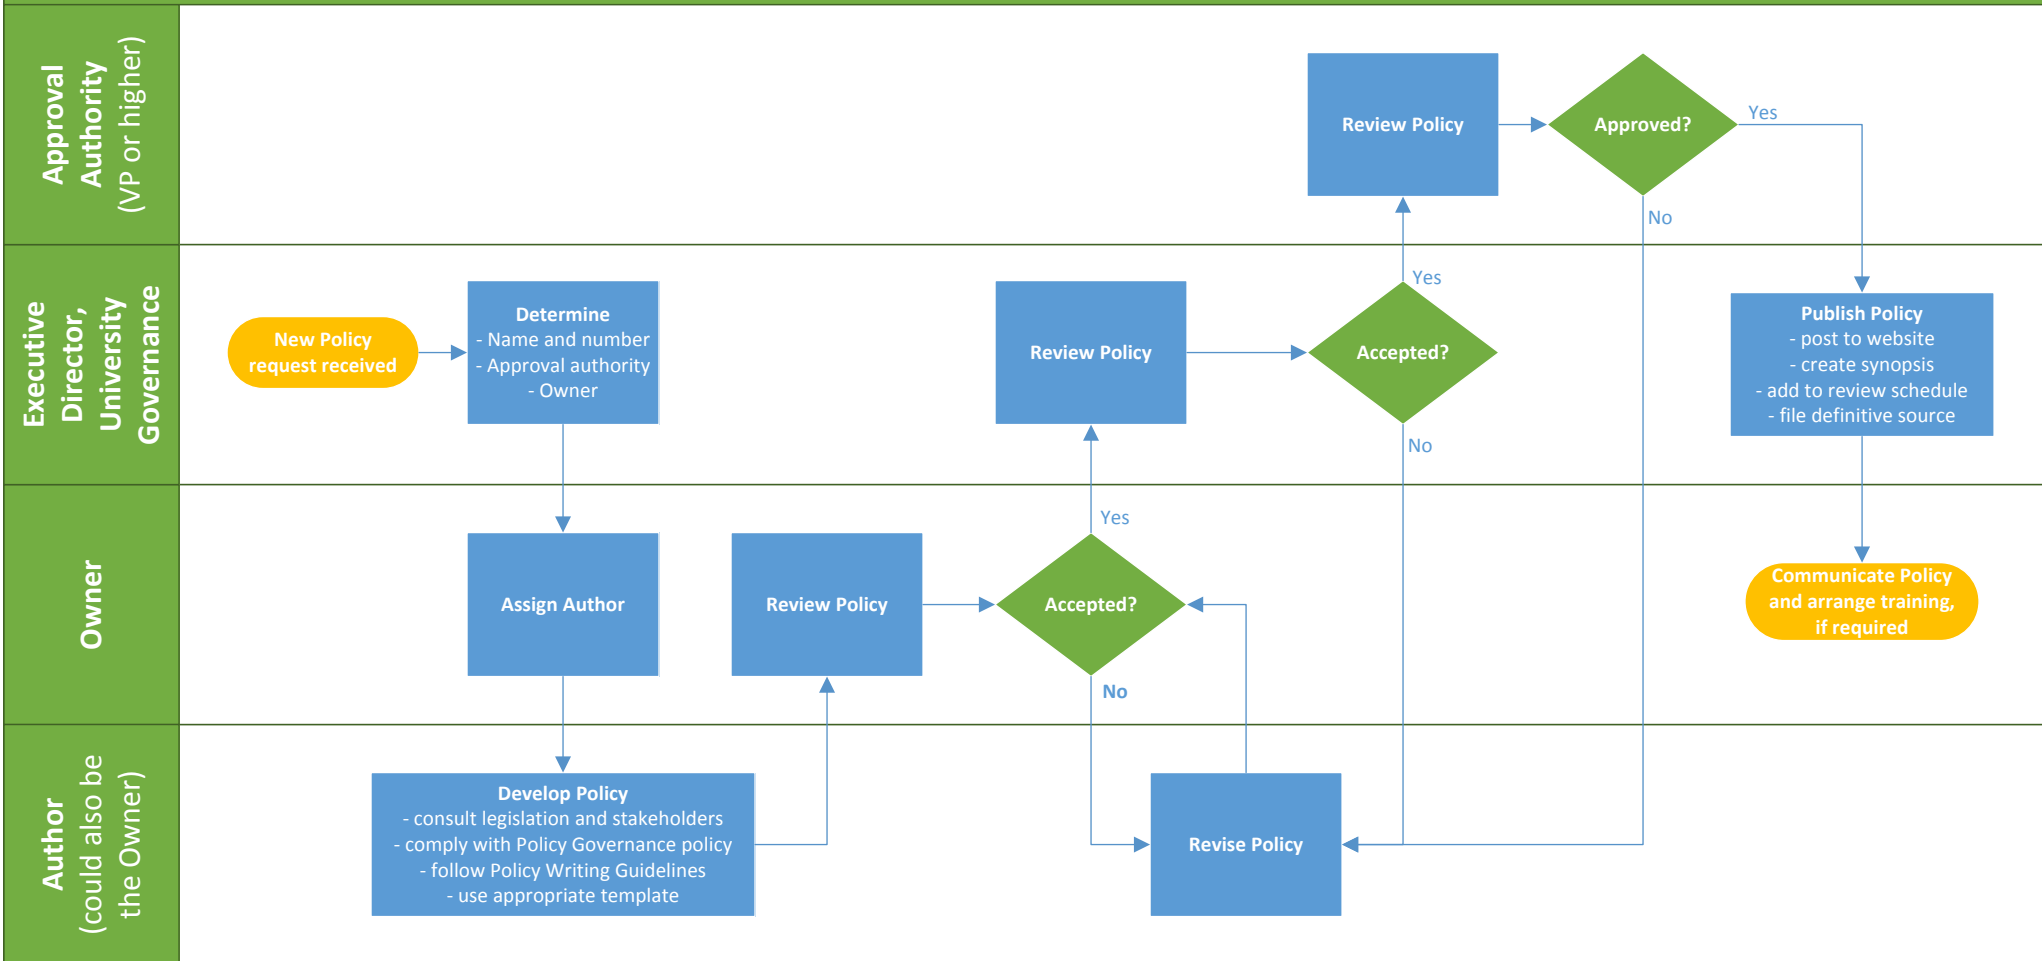 Approval
Authority
(VP or higher)
Review Policy
Approved?
Yes
No
Executive
Director,
University
Governance
New Policy
request received
Determine
- Name and number
- Approval authority
- Owner
Review Policy
Accepted?
Yes
No
Publish Policy
- post to website
- create synopsis
- add to review schedule
- file definitive source
Owner
Assign Author
Review Policy
Accepted?
Yes
No
Communicate Policy
and arrange training,
if required
Author
(could also be
the Owner)
Develop Policy
- consult legislation and stakeholders
- comply with Policy Governance policy
- follow Policy Writing Guidelines
- use appropriate template
Revise Policy